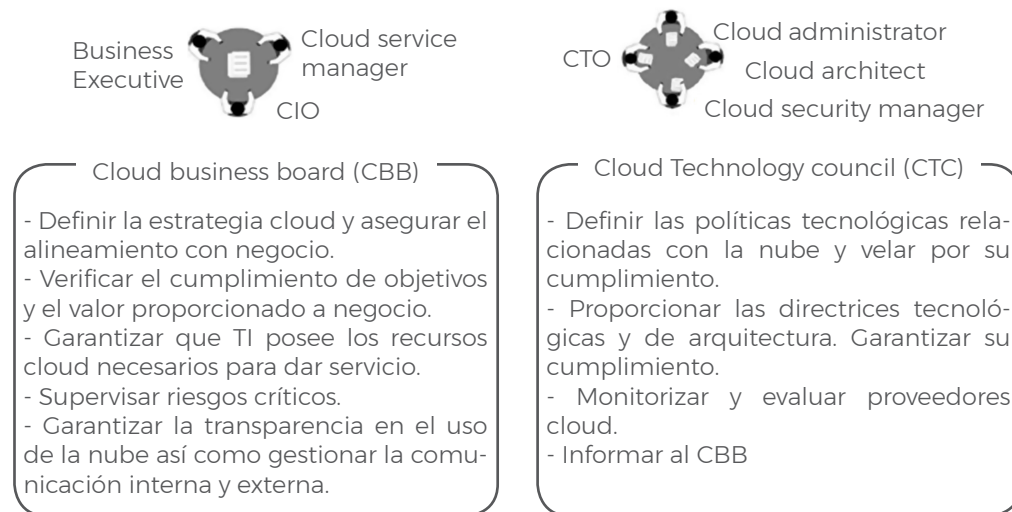 Business
Executive
Cloud service
manager
CIO
Cloud business board (CBB)
- Definir la estrategia cloud y asegurar el
alineamiento con negocio.
- Verificar el cumplimiento de objetivos
y el valor proporcionado a negocio.
- Garantizar que TI posee los recursos
cloud necesarios para dar servicio.
- Supervisar riesgos críticos.
- Garantizar la transparencia en el uso
de la nube así como gestionar la comu-
nicación interna y externa.
CTO
Cloud administrator
Cloud architect
Cloud security manager
Cloud Technology council (CTC)
- Definir las políticas tecnológicas rela-
cionadas con la nube y velar por su
cumplimiento.
- Proporcionar las directrices tecnoló-
gicas y de arquitectura. Garantizar su
cumplimiento.
- Monitorizar y evaluar proveedores
cloud.
- Informar al CBB